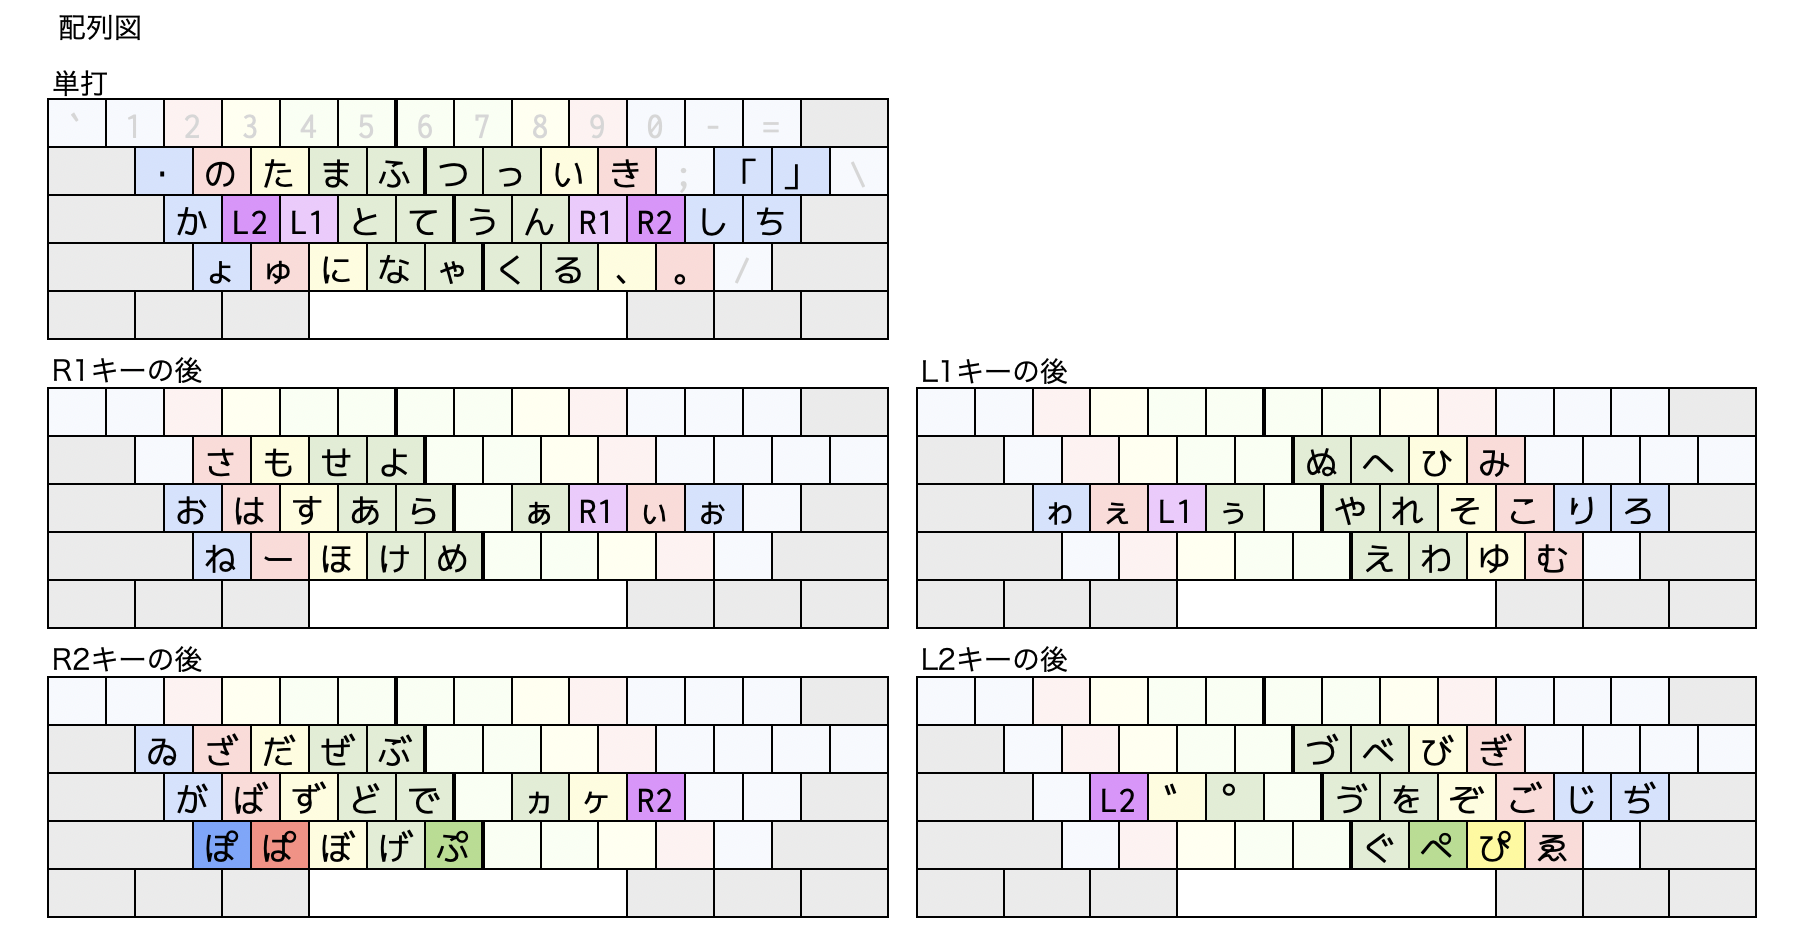 配列図
単打
` 1 2 3 4 5 6 7 8 9 0 - =
・ の た ま ふ つ っ い き ; 「 」 \
か L2 L1 と て う ん R1 R2 し ち
ょ ゅ に な ゃ く る 、 。 /
R1キーの後
さ も せ よ
お は す あ ら ぁ R1 ぃ ぉ
ね ー ほ け め
L1キーの後
ぬ へ ひ み
ゎ ぇ L1 ぅ や れ そ こ り ろ
え わ ゆ む
R2キーの後
ゐ ざ だ ぜ ぶ
が ば ず ど で ヵ ヶ R2
ぽ ぱ ぼ げ ぷ
L2キーの後
づ べ び ぎ
L2 ゛ ゜ ゔ を ぞ ご じ ぢ
ぐ ぺ ぴ ゑ